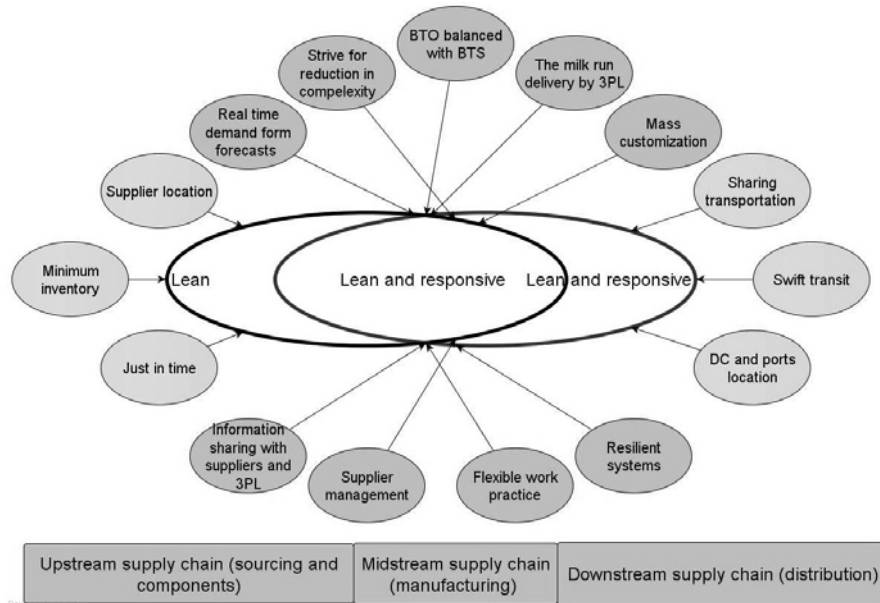 BTO balanced
with BTS
Strive for
reduction in
compelexity
The milk run
delivery by 3PL
Real time
demand form
forecasts
Mass
customization
Supplier location
Sharing
transportation
Minimum
inventory
Lean
Lean and responsive
Lean and responsive
Swift transit
Just in time
DC and ports
location
Information
sharing with
suppliers and
3PL
Supplier
management
Flexible work
practice
Resilient
systems
Upstream supply chain (sourcing and
components)
Midstream supply chain
(manufacturing)
Downstream supply chain (distribution)